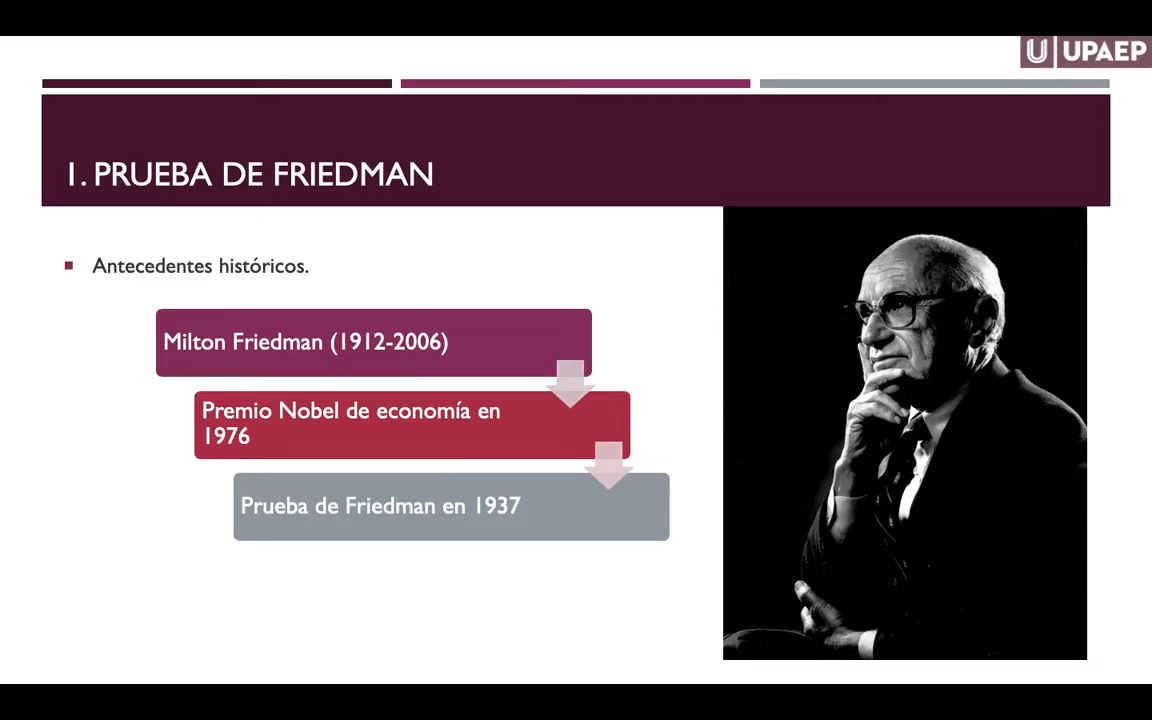 U UPAEP
1. PRUEBA DE FRIEDMAN
Antecedentes históricos.
Milton Friedman (1912-2006)
Premio Nobel de economía en
1976
Prueba de Friedman en 1937